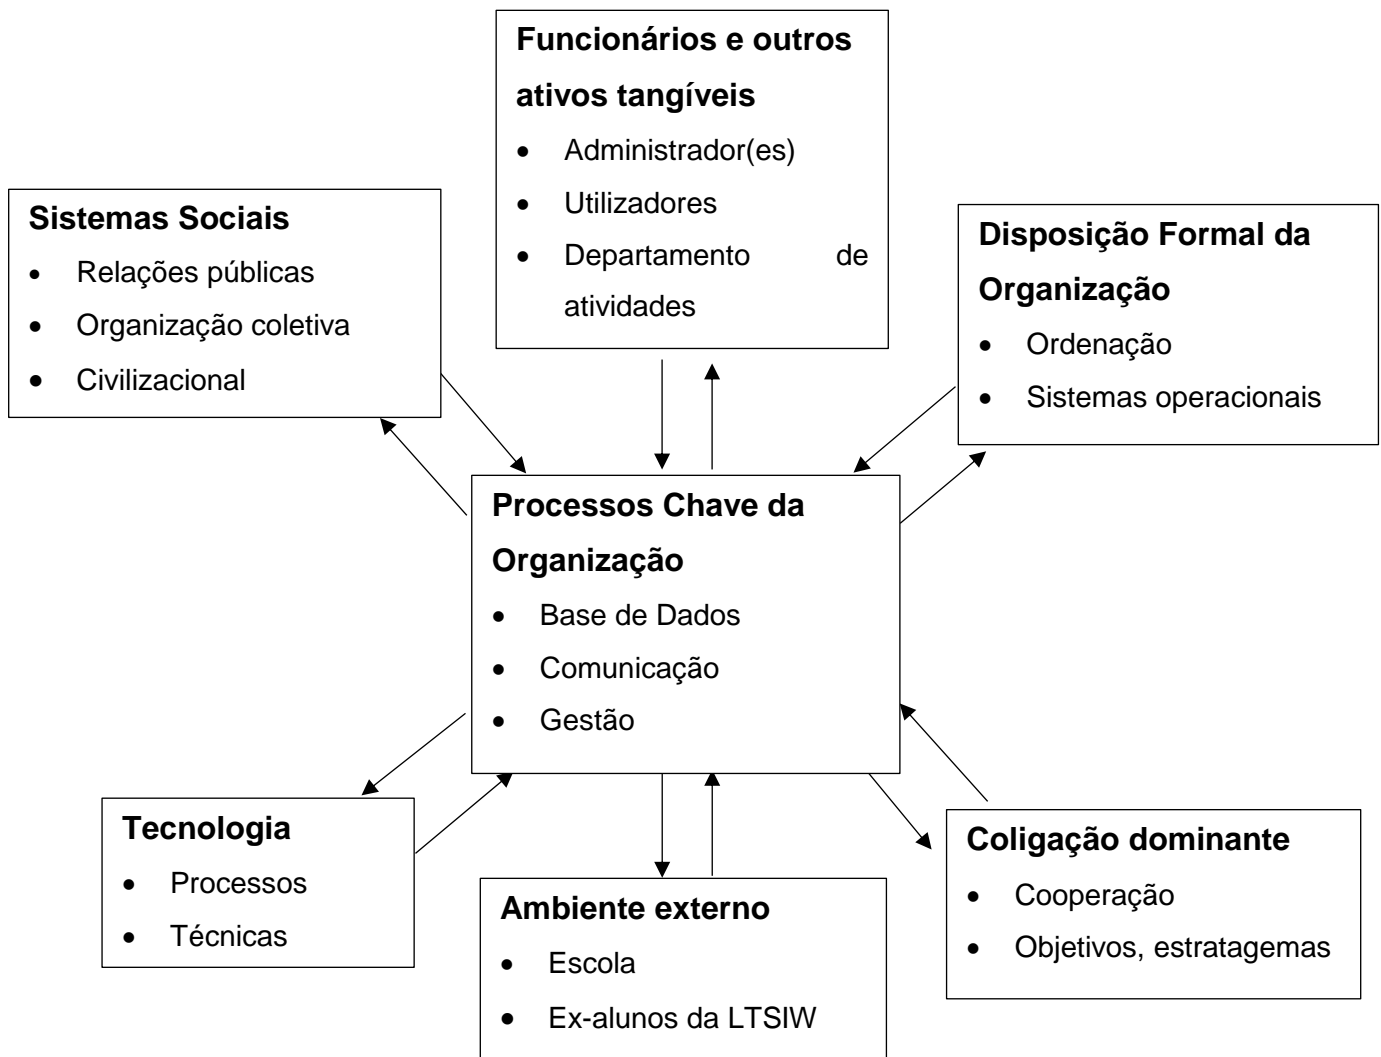 Funcionários e outros
ativos tangíveis
• Administrador(es)
• Utilizadores
• Departamento de
atividades
Sistemas Sociais
• Relações públicas
• Organização coletiva
• Civilizacional
Disposição Formal da
Organização
• Ordenação
• Sistemas operacionais
Processos Chave da
Organização
• Base de Dados
• Comunicação
• Gestão
Tecnologia
• Processos
• Técnicas
Ambiente externo
• Escola
• Ex-alunos da LTSIW
Coligação dominante
• Cooperação
• Objetivos, estratagemas